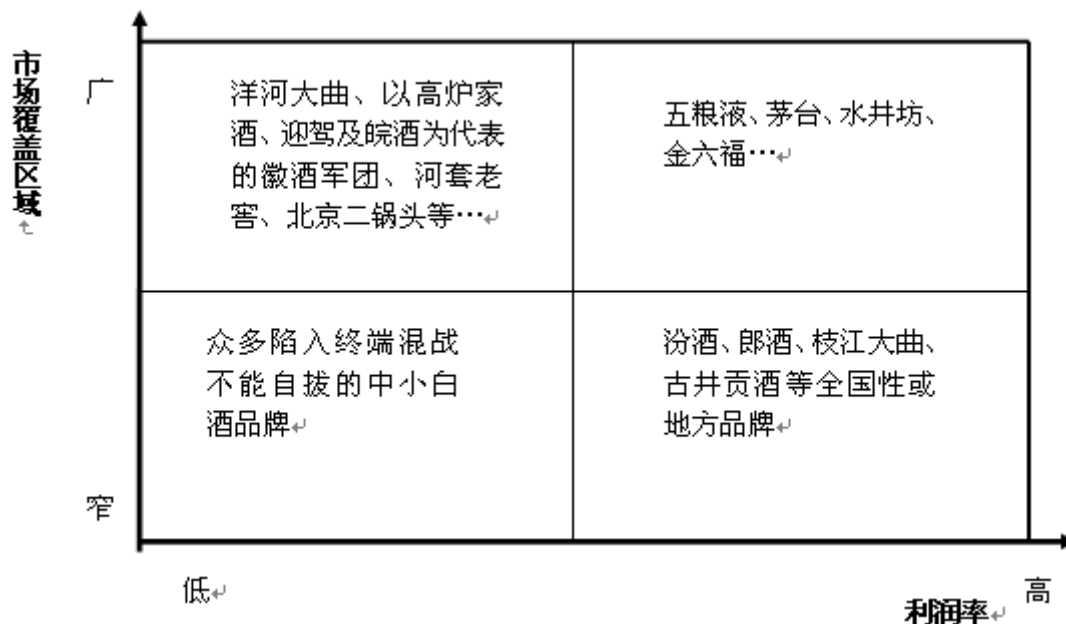 市场覆盖区域
广
洋河大曲、以高炉家
酒、迎驾及皖酒为代表
的徽酒军团、河套老
窖、北京二锅头等…
五粮液、茅台、水井坊、
金六福…
众多陷入终端混战
不能自拔的中小白
酒品牌
汾酒、郎酒、枝江大曲、
古井贡酒等全国性或
地方品牌
窄
低
高
利润率